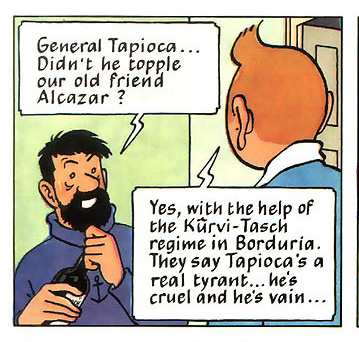 General Tapioca...
Didn't he topple
our old friend
Alcazar ?
Yes, with the help of
the Kûrvi-Tasch
regime in Borduria.
They say Tapioca's a
real tyrant... he's
cruel and he's vain...